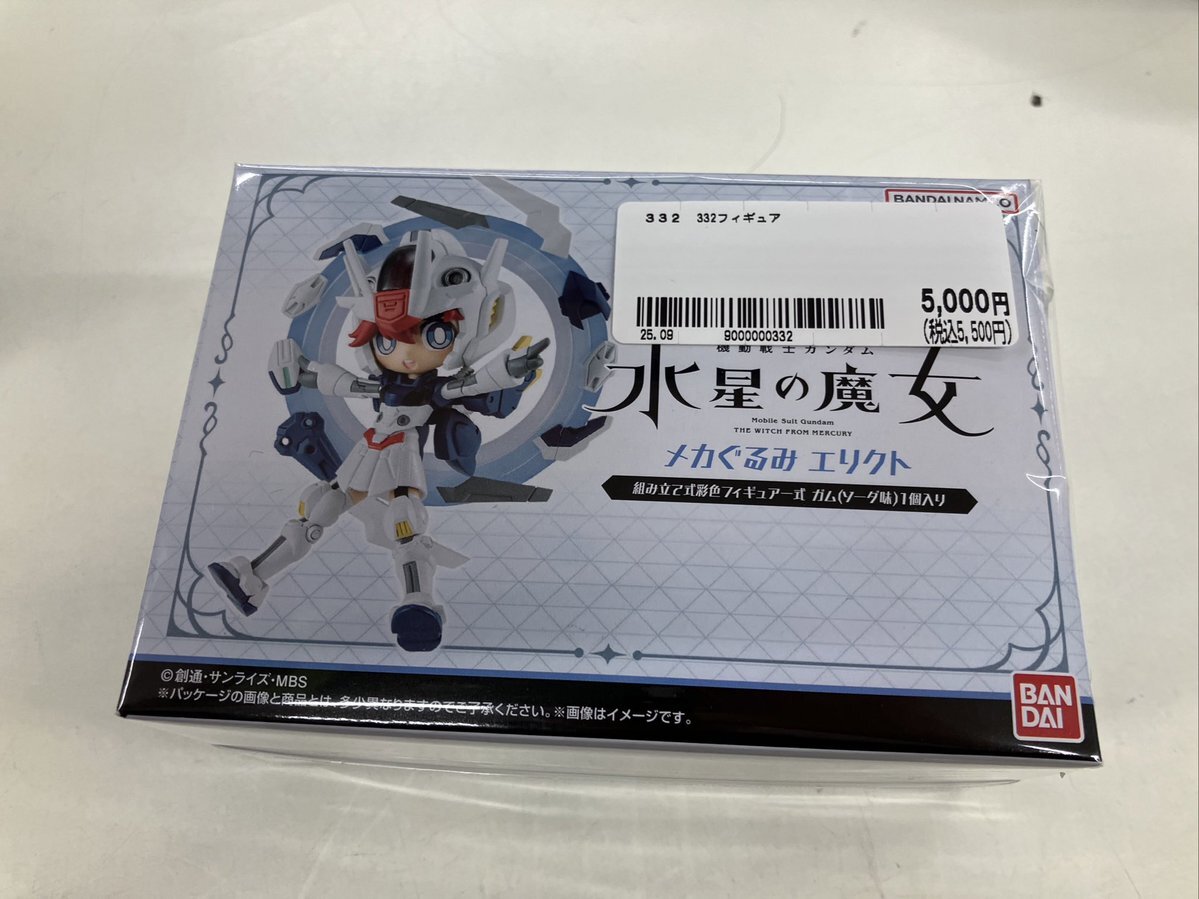 BANDAI NAMCO
332 332フィギュア
5,000円
(税込5,500円)
25.09 9000000332
機動戦士ガンダム
水星の魔女
Mobile Suit Gundam
THE WITCH FROM MERCURY
メカぐるみ エリクト
組み立て式彩色フィギュア一式 ガム(ソーダ味)1個入り
©創通・サンライズ・MBS
※パッケージの画像と商品とは、多少異なりますのでご了承ください。※画像はイメージです。
BAN
DAI